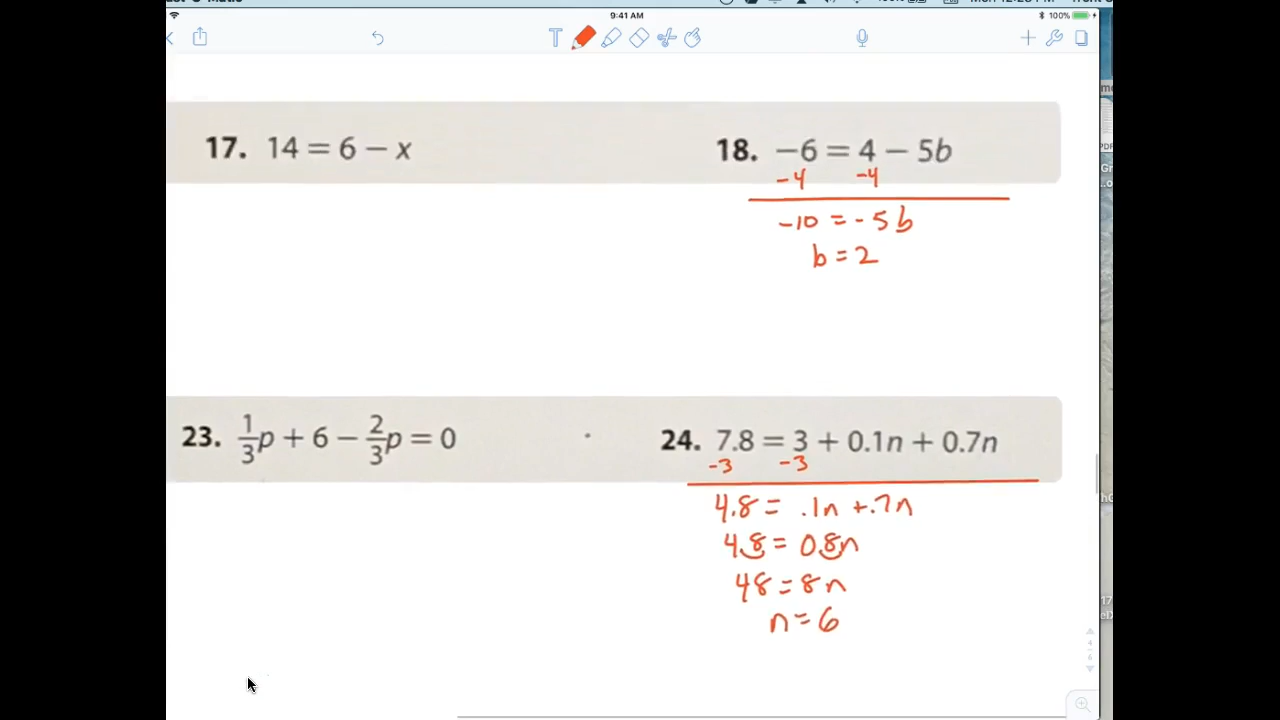 9:41 AM
100%
T
17. 14 = 6 − x
18. −6 = 4 − 5b
-4 -4
-10 = -5b
b = 2
23. 1/3p + 6 − 2/3p = 0
24. 7.8 = 3 + 0.1n + 0.7n
-3 -3
4.8 = .1n + .7n
4.8 = 0.8n
48 = 8n
n = 6
4
6